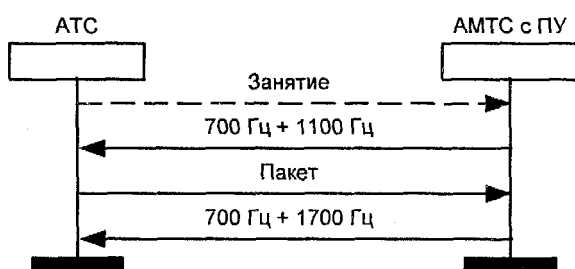 АТС
АМТС с ПУ
Занятие
700 Гц + 1100 Гц
Пакет
700 Гц + 1700 Гц